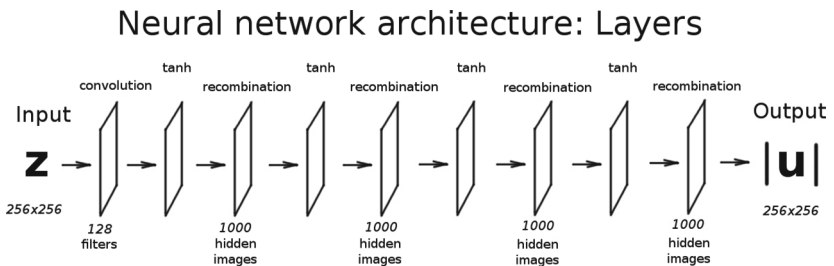 Neural network architecture: Layers
tanh tanh tanh tanh
convolution recombination recombination recombination recombination
Input Output
z |u|
256x256 256x256
128 1000 1000 1000 1000
filters hidden hidden hidden hidden
images images images images